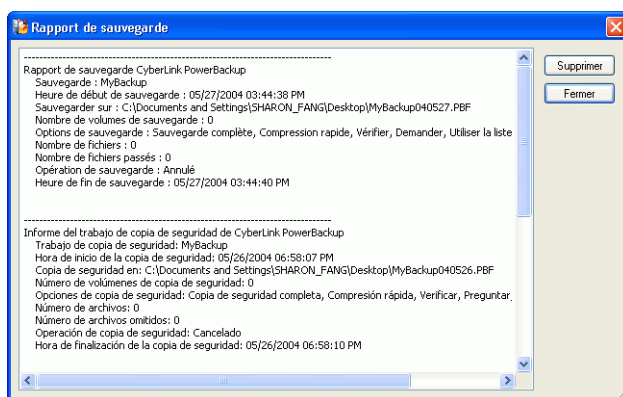 Rapport de sauvegarde
--------------------------------------------------------------------------------
Rapport de sauvegarde CyberLink PowerBackup
Sauvegarde : MyBackup
Heure de début de sauvegarde : 05/27/2004 03:44:38 PM
Sauvegarder sur : C:\Documents and Settings\SHARON_FANG\Desktop\MyBackup040527.PBF
Nombre de volumes de sauvegarde : 0
Options de sauvegarde : Sauvegarde complète, Compression rapide, Vérifier, Demander, Utiliser la liste
Nombre de fichiers : 0
Nombre de fichiers passés : 0
Opération de sauvegarde : Annulé
Heure de fin de sauvegarde : 05/27/2004 03:44:40 PM
--------------------------------------------------------------------------------
Informe del trabajo de copia de seguridad de CyberLink PowerBackup
Trabajo de copia de seguridad: MyBackup
Hora de inicio de la copia de seguridad: 05/26/2004 06:58:07 PM
Copia de seguridad en: C:\Documents and Settings\SHARON_FANG\Desktop\MyBackup040526.PBF
Número de volúmenes de copia de seguridad: 0
Opciones de copia de seguridad: Copia de seguridad completa, Compresión rápida, Verificar, Preguntar,
Número de archivos: 0
Número de archivos omitidos: 0
Operación de copia de seguridad: Cancelado
Hora de finalización de la copia de seguridad: 05/26/2004 06:58:10 PM
Supprimer
Fermer